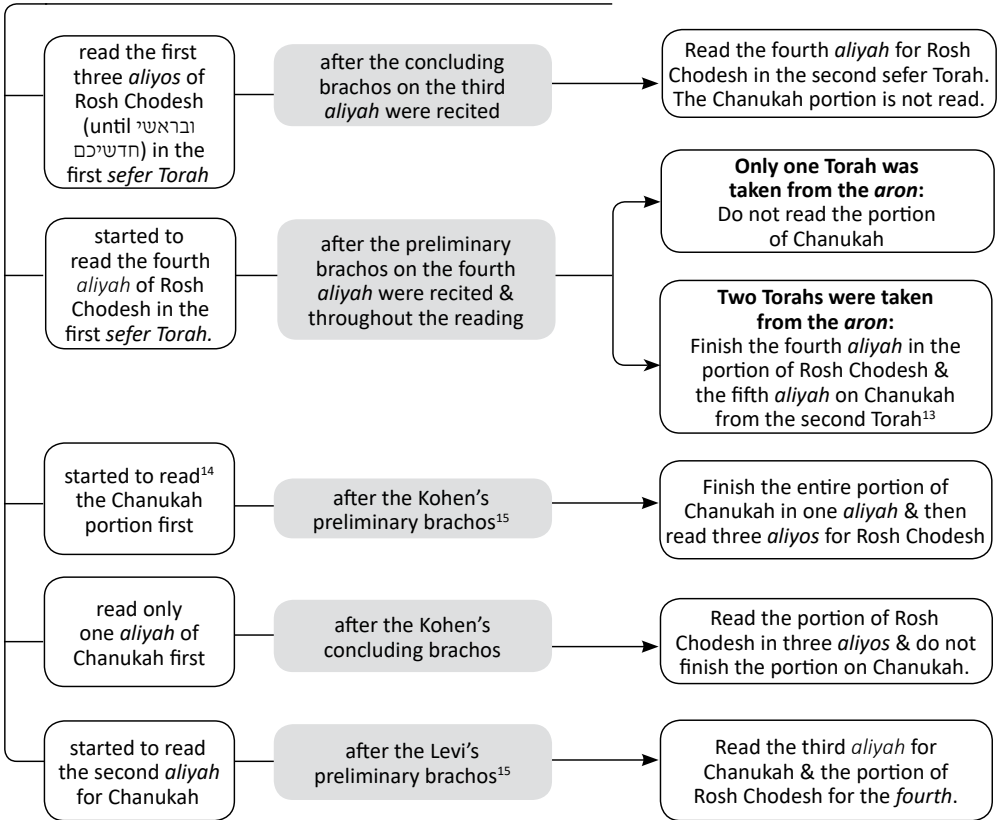 read the first
three aliyos of
Rosh Chodesh
(until ובראשי
חדשיכם) in the
first sefer Torah
after the concluding
brachos on the third
aliyah were recited
Read the fourth aliyah for Rosh
Chodesh in the second sefer Torah.
The Chanukah portion is not read.
started to
read the fourth
aliyah of Rosh
Chodesh in the
first sefer Torah.
after the preliminary
brachos on the fourth
aliyah were recited &
throughout the reading
Only one Torah was
taken from the aron:
Do not read the portion
of Chanukah
Two Torahs were taken
from the aron:
Finish the fourth aliyah in the
portion of Rosh Chodesh &
the fifth aliyah on Chanukah
from the second Torah13
started to read14
the Chanukah
portion first
after the Kohen's
preliminary brachos15
Finish the entire portion of
Chanukah in one aliyah & then
read three aliyos for Rosh Chodesh
read only
one aliyah of
Chanukah first
after the Kohen's
concluding brachos
Read the portion of Rosh
Chodesh in three aliyos & do not
finish the portion on Chanukah.
started to read
the second aliyah
for Chanukah
after the Levi's
preliminary brachos15
Read the third aliyah for
Chanukah & the portion of
Rosh Chodesh for the fourth.